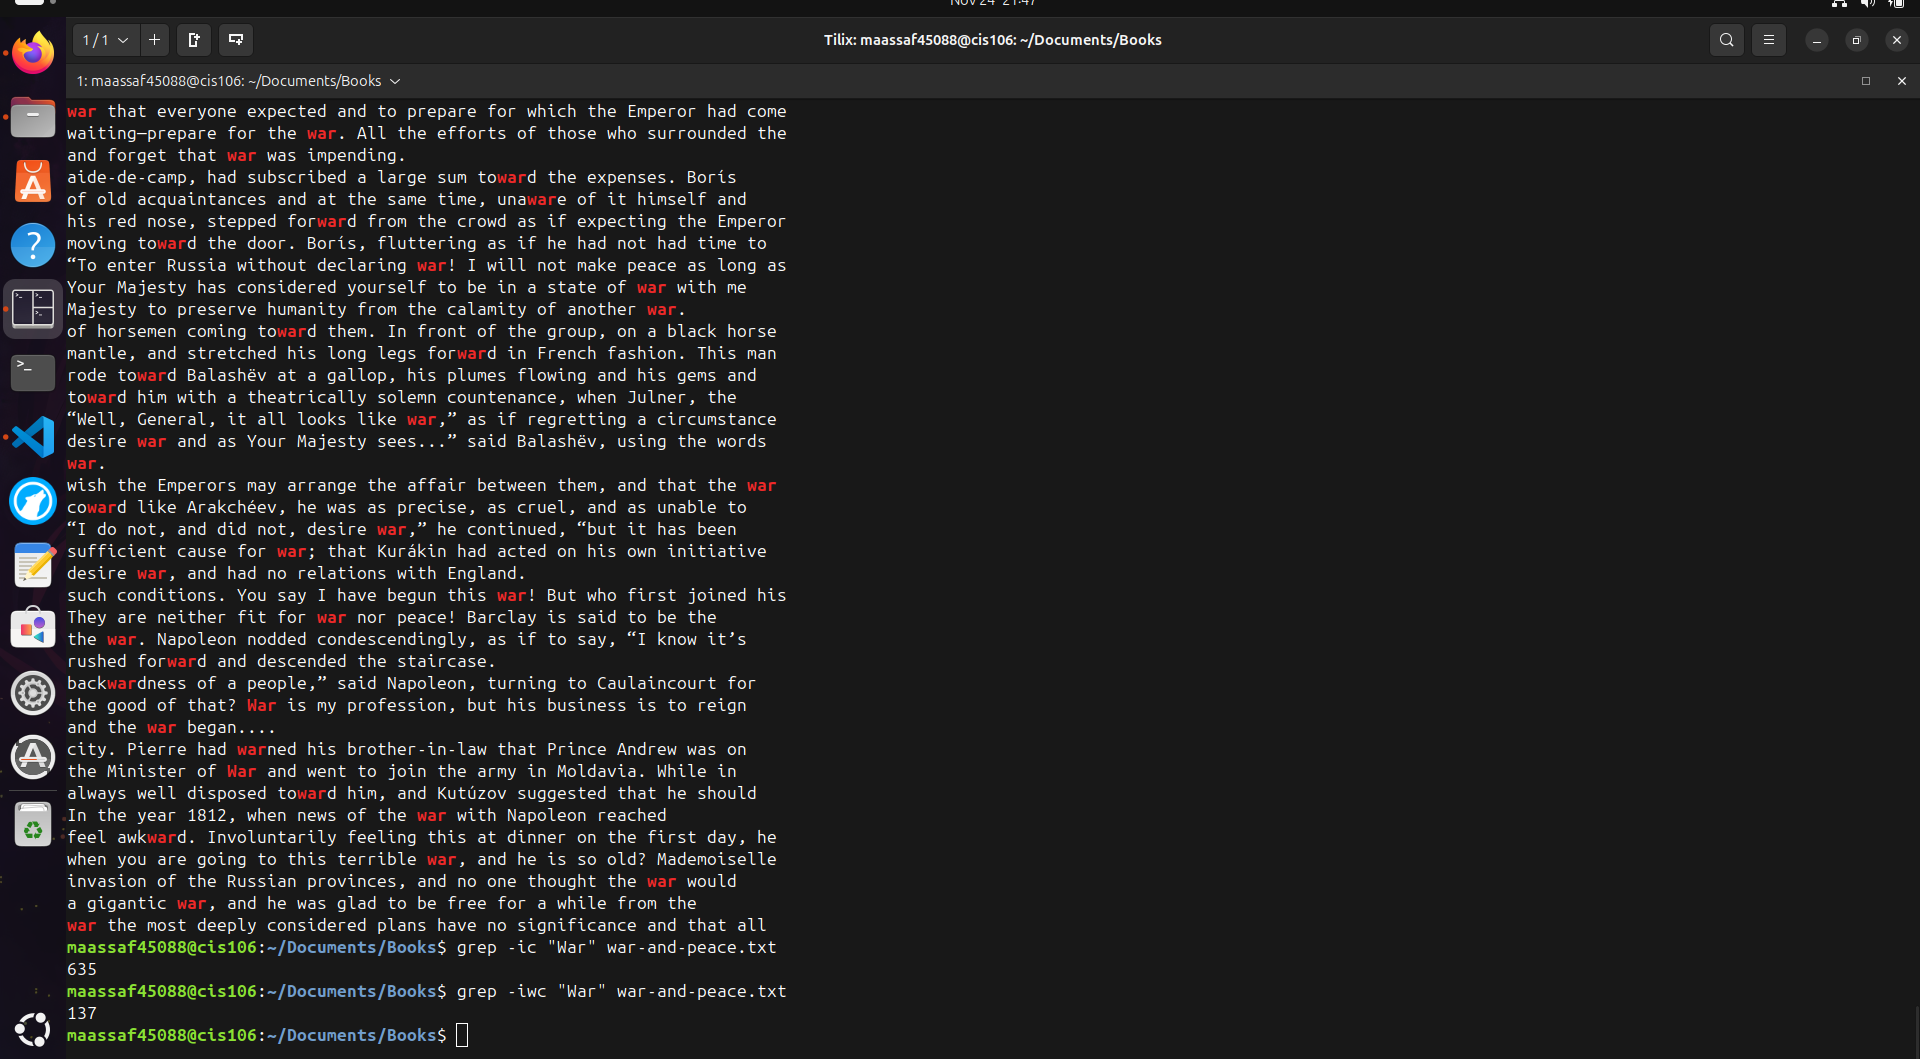 Nov 24 21:47
1 / 1
Tilix: maassaf45088@cis106: ~/Documents/Books
1: maassaf45088@cis106: ~/Documents/Books
war that everyone expected and to prepare for which the Emperor had come
waiting—prepare for the war. All the efforts of those who surrounded the
and forget that war was impending.
aide-de-camp, had subscribed a large sum toward the expenses. Borís
of old acquaintances and at the same time, unaware of it himself and
his red nose, stepped forward from the crowd as if expecting the Emperor
moving toward the door. Borís, fluttering as if he had not had time to
“To enter Russia without declaring war! I will not make peace as long as
Your Majesty has considered yourself to be in a state of war with me
Majesty to preserve humanity from the calamity of another war.
of horsemen coming toward them. In front of the group, on a black horse
mantle, and stretched his long legs forward in French fashion. This man
rode toward Balashëv at a gallop, his plumes flowing and his gems and
toward him with a theatrically solemn countenance, when Julner, the
“Well, General, it all looks like war,” as if regretting a circumstance
desire war and as Your Majesty sees...” said Balashëv, using the words
war.
wish the Emperors may arrange the affair between them, and that the war
coward like Arakchéev, he was as precise, as cruel, and as unable to
“I do not, and did not, desire war,” he continued, “but it has been
sufficient cause for war; that Kurákin had acted on his own initiative
desire war, and had no relations with England.
such conditions. You say I have begun this war! But who first joined his
They are neither fit for war nor peace! Barclay is said to be the
the war. Napoleon nodded condescendingly, as if to say, “I know it’s
rushed forward and descended the staircase.
backwardness of a people,” said Napoleon, turning to Caulaincourt for
the good of that? War is my profession, but his business is to reign
and the war began....
city. Pierre had warned his brother-in-law that Prince Andrew was on
the Minister of War and went to join the army in Moldavia. While in
always well disposed toward him, and Kutúzov suggested that he should
In the year 1812, when news of the war with Napoleon reached
feel awkward. Involuntarily feeling this at dinner on the first day, he
when you are going to this terrible war, and he is so old? Mademoiselle
invasion of the Russian provinces, and no one thought the war would
a gigantic war, and he was glad to be free for a while from the
war the most deeply considered plans have no significance and that all
maassaf45088@cis106:~/Documents/Books$ grep -ic "War" war-and-peace.txt
635
maassaf45088@cis106:~/Documents/Books$ grep -iwc "War" war-and-peace.txt
137
maassaf45088@cis106:~/Documents/Books$